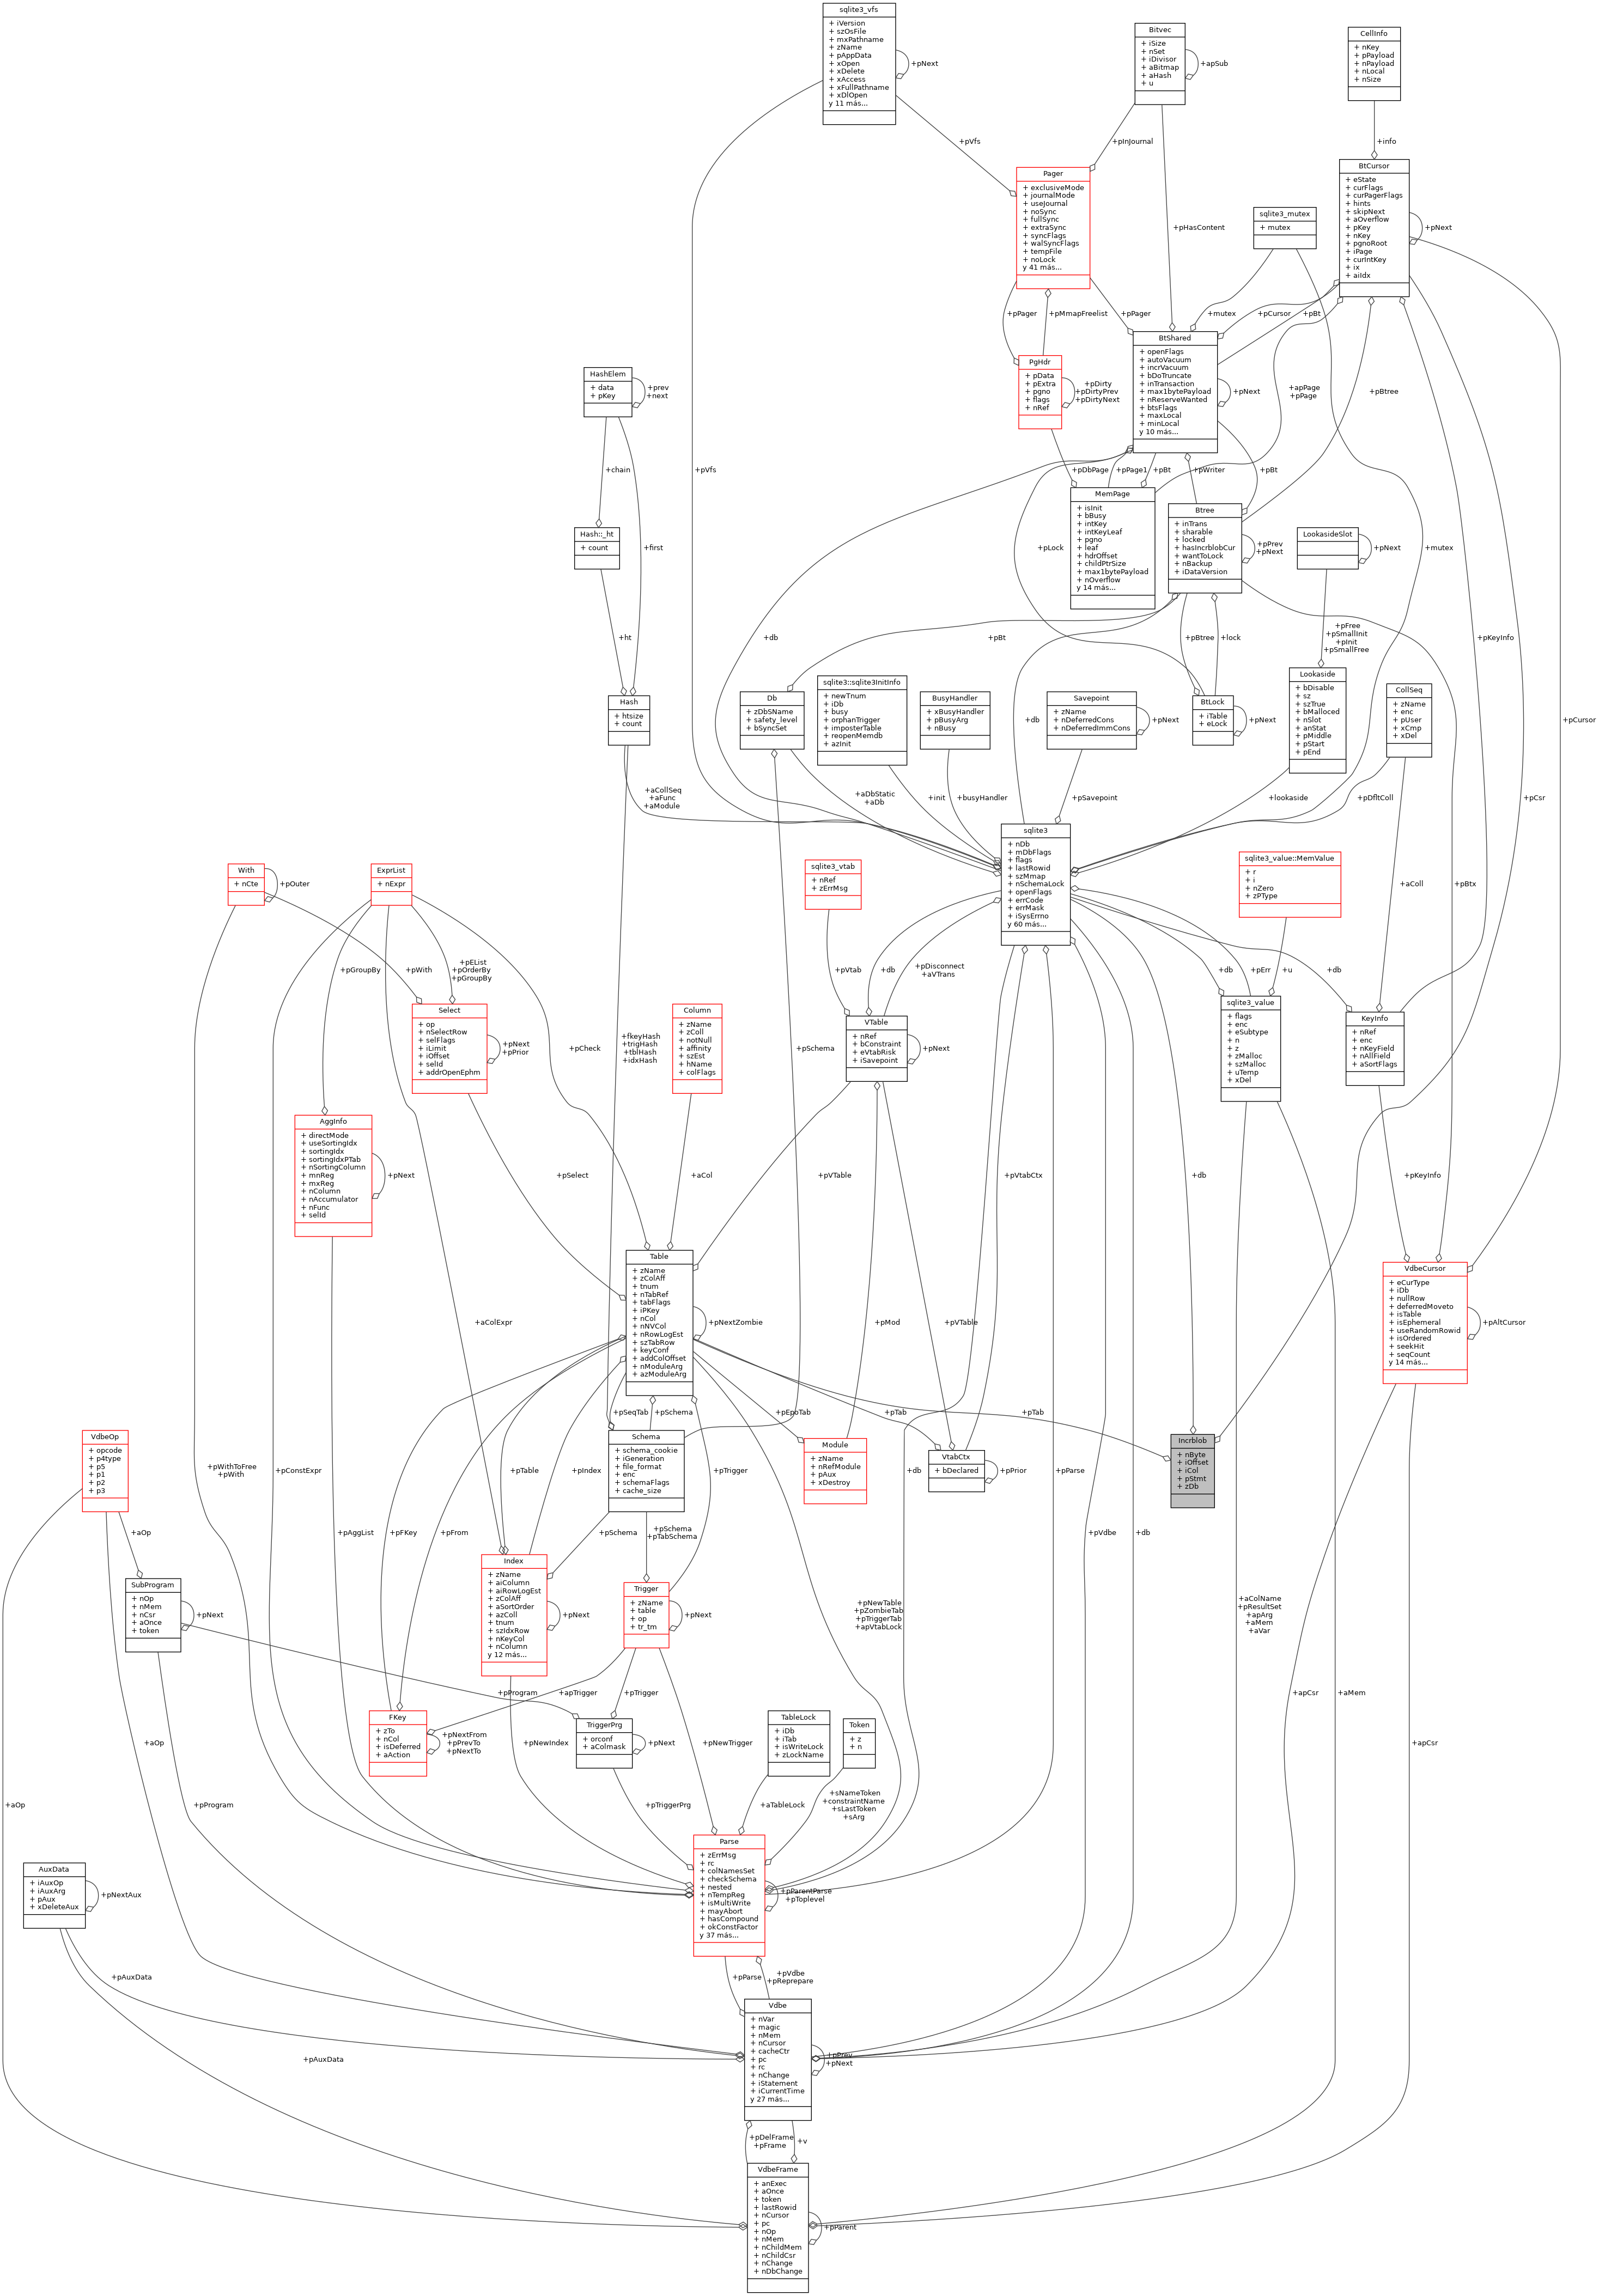 sqlite3_vfs
+ iVersion
+ szOsFile
+ mxPathname
+ zName
+ pAppData
+ xOpen
+ xDelete
+ xAccess
+ xFullPathname
+ xDlOpen
y 11 más...
+pNext
Bitvec
+ iSize
+ nSet
+ iDivisor
+ aBitmap
+ aHash
+ u
+apSub
CellInfo
+ nKey
+ pPayload
+ nPayload
+ nLocal
+ nSize
+pVfs
+pInJournal
+info
Pager
+ exclusiveMode
+ journalMode
+ useJournal
+ noSync
+ fullSync
+ extraSync
+ syncFlags
+ walSyncFlags
+ tempFile
+ noLock
y 41 más...
BtCursor
+ eState
+ curFlags
+ curPagerFlags
+ hints
+ skipNext
+ aOverflow
+ pKey
+ nKey
+ pgnoRoot
+ iPage
+ curIntKey
+ ix
+ aiIdx
+pNext
sqlite3_mutex
+ mutex
+pHasContent
+pPager
+pMmapFreelist
+pPager
+mutex
+pCursor
+pBt
BtShared
+ openFlags
+ autoVacuum
+ incrVacuum
+ bDoTruncate
+ inTransaction
+ max1bytePayload
+ nReserveWanted
+ btsFlags
+ maxLocal
+ minLocal
y 10 más...
+pNext
PgHdr
+ pData
+ pExtra
+ pgno
+ flags
+ nRef
+pDirty
+pDirtyPrev
+pDirtyNext
+apPage
+pPage
+pBtree
HashElem
+ data
+ pKey
+prev
+next
+chain
+pVfs
+pDbPage
+pPage1
+pBt
+pWriter
+pBt
MemPage
+ isInit
+ bBusy
+ intKey
+ intKeyLeaf
+ pgno
+ leaf
+ hdrOffset
+ childPtrSize
+ max1bytePayload
+ nOverflow
y 14 más...
Btree
+ inTrans
+ sharable
+ locked
+ hasIncrblobCur
+ wantToLock
+ nBackup
+ iDataVersion
+pPrev
+pNext
Hash::_ht
+ count
+first
+pLock
LookasideSlot
+pNext
+mutex
+ht
+db
+pBt
+pBtree
+lock
+pFree
+pSmallInit
+pInit
+pSmallFree
+pKeyInfo
Hash
+ htsize
+ count
Db
+ zDbSName
+ safety_level
+ bSyncSet
sqlite3::sqlite3InitInfo
+ newTnum
+ iDb
+ busy
+ orphanTrigger
+ imposterTable
+ reopenMemdb
+ azInit
BusyHandler
+ xBusyHandler
+ pBusyArg
+ nBusy
+db
Savepoint
+ zName
+ nDeferredCons
+ nDeferredImmCons
+pNext
BtLock
+ iTable
+ eLock
+pNext
Lookaside
+ bDisable
+ sz
+ szTrue
+ bMalloced
+ nSlot
+ anStat
+ pMiddle
+ pStart
+ pEnd
CollSeq
+ zName
+ enc
+ pUser
+ xCmp
+ xDel
+pCursor
+aCollSeq
+aFunc
+aModule
+aDbStatic
+aDb
+init
+busyHandler
+pSavepoint
+lookaside
+pDfltColl
+pCsr
sqlite3
+ nDb
+ mDbFlags
+ flags
+ lastRowid
+ szMmap
+ nSchemaLock
+ openFlags
+ errCode
+ errMask
+ iSysErrno
y 60 más...
With
+ nCte
+pOuter
ExprList
+ nExpr
sqlite3_vtab
+ nRef
+ zErrMsg
sqlite3_value::MemValue
+ r
+ i
+ nZero
+ zPType
+aColl
+pBtx
+pGroupBy
+pWith
+pEList
+pOrderBy
+pGroupBy
+pVtab
+db
+pDisconnect
+aVTrans
+db
+pErr
+u
+db
Select
+ op
+ nSelectRow
+ selFlags
+ iLimit
+ iOffset
+ selId
+ addrOpenEphm
+pNext
+pPrior
+pCheck
+fkeyHash
+trigHash
+tblHash
+idxHash
Column
+ zName
+ zColl
+ notNull
+ affinity
+ szEst
+ hName
+ colFlags
+pSchema
VTable
+ nRef
+ bConstraint
+ eVtabRisk
+ iSavepoint
+pNext
sqlite3_value
+ flags
+ enc
+ eSubtype
+ n
+ z
+ zMalloc
+ szMalloc
+ uTemp
+ xDel
KeyInfo
+ nRef
+ enc
+ nKeyField
+ nAllField
+ aSortFlags
AggInfo
+ directMode
+ useSortingIdx
+ sortingIdx
+ sortingIdxPTab
+ nSortingColumn
+ mnReg
+ mxReg
+ nColumn
+ nAccumulator
+ nFunc
+ selId
+pNext
+pSelect
+aCol
+pVTable
+pVtabCtx
+db
+pKeyInfo
Table
+ zName
+ zColAff
+ tnum
+ nTabRef
+ tabFlags
+ iPKey
+ nCol
+ nNVCol
+ nRowLogEst
+ szTabRow
+ keyConf
+ addColOffset
+ nModuleArg
+ azModuleArg
+pNextZombie
+aColExpr
+pMod
+pVTable
VdbeCursor
+ eCurType
+ iDb
+ nullRow
+ deferredMoveto
+ isTable
+ isEphemeral
+ useRandomRowid
+ isOrdered
+ seekHit
+ seqCount
y 14 más...
+pAltCursor
+pSeqTab
+pSchema
+pEpoTab
+pTab
+pTab
VdbeOp
+ opcode
+ p4type
+ p5
+ p1
+ p2
+ p3
+pWithToFree
+pWith
+pConstExpr
+pTable
+pIndex
Schema
+ schema_cookie
+ iGeneration
+ file_format
+ enc
+ schemaFlags
+ cache_size
+pTrigger
Module
+ zName
+ nRefModule
+ pAux
+ xDestroy
+db
VtabCtx
+ bDeclared
+pPrior
+pParse
Incrblob
+ nByte
+ iOffset
+ iCol
+ pStmt
+ zDb
+aOp
+pAggList
+pFKey
+pFrom
+pSchema
+pSchema
+pTabSchema
+pVdbe
+db
+aOp
Index
+ zName
+ aiColumn
+ aiRowLogEst
+ zColAff
+ aSortOrder
+ azColl
+ tnum
+ szIdxRow
+ nKeyCol
+ nColumn
y 12 más...
+pNext
SubProgram
+ nOp
+ nMem
+ nCsr
+ aOnce
+ token
+pNext
Trigger
+ zName
+ table
+ op
+ tr_tm
+pNext
+pNewTable
+pZombieTab
+pTriggerTab
+apVtabLock
+aColName
+pResultSet
+apArg
+aMem
+aVar
+pProgram
+apTrigger
+pTrigger
+apCsr
+aMem
FKey
+ zTo
+ nCol
+ isDeferred
+ aAction
+pNextFrom
+pPrevTo
+pNextTo
+pNewIndex
TriggerPrg
+ orconf
+ aColmask
+pNext
+pNewTrigger
TableLock
+ iDb
+ iTab
+ isWriteLock
+ zLockName
Token
+ z
+ n
+apCsr
+aOp
+pProgram
+pTriggerPrg
+aTableLock
+sNameToken
+constraintName
+sLastToken
+sArg
Parse
+ zErrMsg
+ rc
+ colNamesSet
+ checkSchema
+ nested
+ nTempReg
+ isMultiWrite
+ mayAbort
+ hasCompound
+ okConstFactor
y 37 más...
+pParentParse
+pToplevel
AuxData
+ iAuxOp
+ iAuxArg
+ pAux
+ xDeleteAux
+pNextAux
+pAuxData
+pParse
+pVdbe
+pReprepare
Vdbe
+ nVar
+ magic
+ nMem
+ nCursor
+ cacheCtr
+ pc
+ rc
+ nChange
+ iStatement
+ iCurrentTime
y 27 más...
+pPrev
+pNext
+pAuxData
+pDelFrame
+pFrame
+v
VdbeFrame
+ anExec
+ aOnce
+ token
+ lastRowid
+ nCursor
+ pc
+ nOp
+ nMem
+ nChildMem
+ nChildCsr
+ nChange
+ nDbChange
+pParent